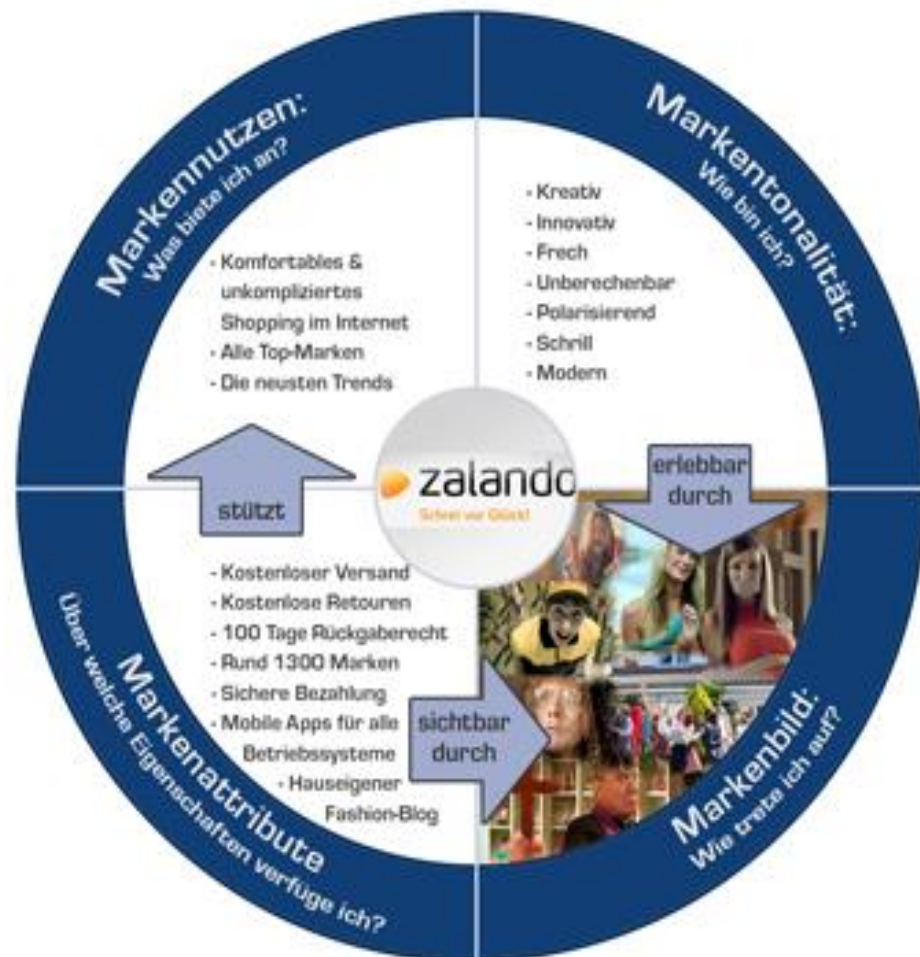 Markennutzen:
Was biete ich an?
- Komfortables &
unkompliziertes
Shopping im Internet
- Alle Top-Marken
- Die neusten Trends
Markentonalität:
Wie bin ich?
- Kreativ
- Innovativ
- Frech
- Unberechenbar
- Polarisierend
- Schrill
- Modern
zalando
Schrei vor Glück!
stützt
erlebbar
durch
Markenattribute
Über welche Eigenschaften verfüge ich?
- Kostenloser Versand
- Kostenlose Retouren
- 100 Tage Rückgaberecht
- Rund 1300 Marken
- Sichere Bezahlung
- Mobile Apps für alle
Betriebssysteme
- Hauseigener
Fashion-Blog
sichtbar
durch
Markenbild:
Wie trete ich auf?